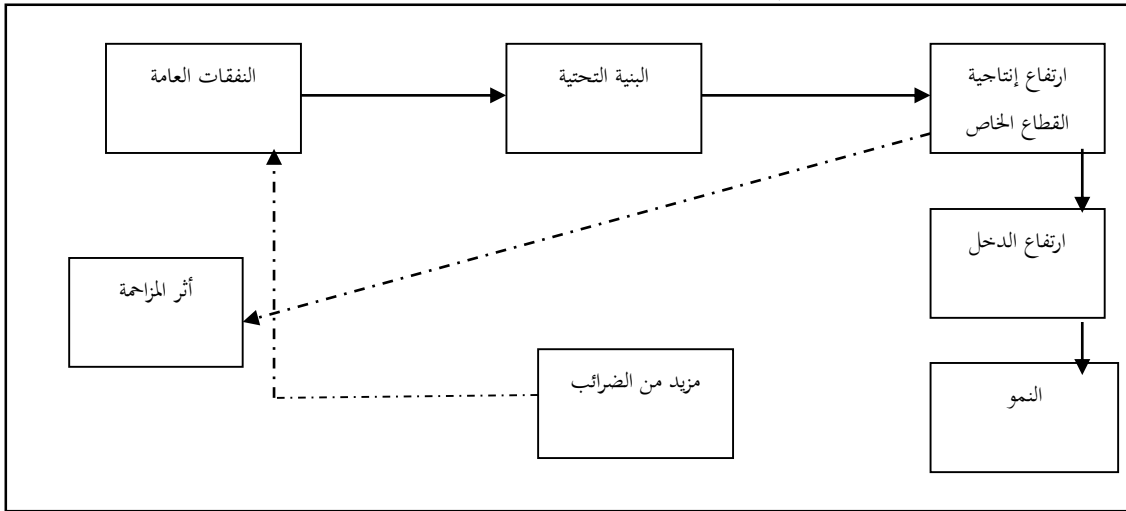 النفقات العامة
البنية التحتية
ارتفاع إنتاجية
القطاع الخاص
ارتفاع الدخل
أثر المزاحمة
مزيد من الضرائب
النمو